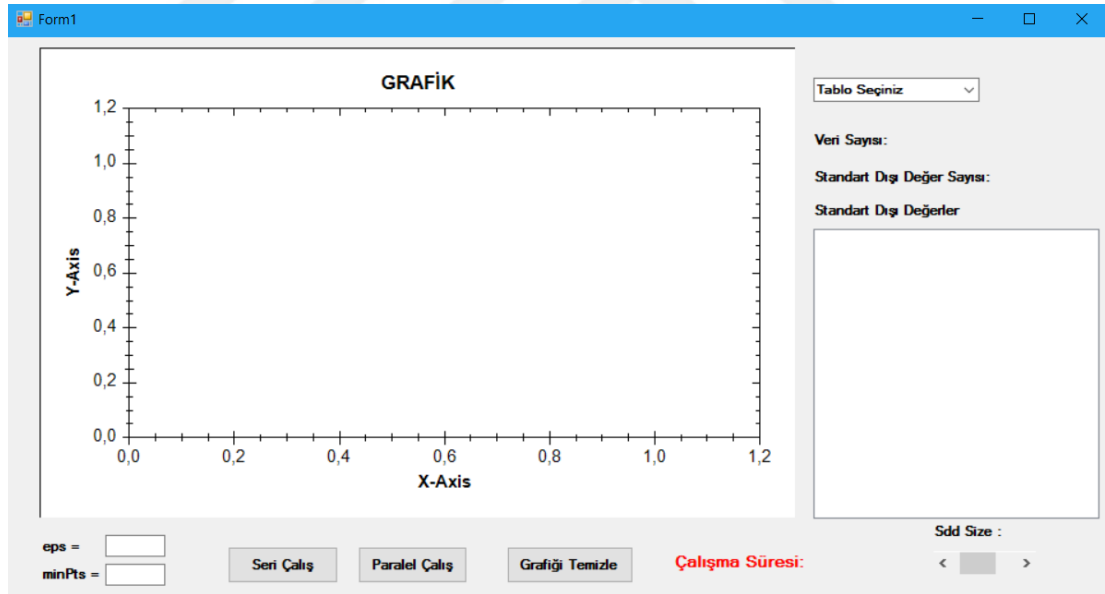 Form1
GRAFİK
1,2
1,0
0,8
0,6
0,4
0,2
0,0
Y-Axis
0,0 0,2 0,4 0,6 0,8 1,0 1,2
X-Axis
Tablo Seçiniz
Veri Sayısı:
Standart Dışı Değer Sayısı:
Standart Dışı Değerler
Sdd Size :
eps =
minPts =
Seri Çalış
Paralel Çalış
Grafiği Temizle
Çalışma Süresi: